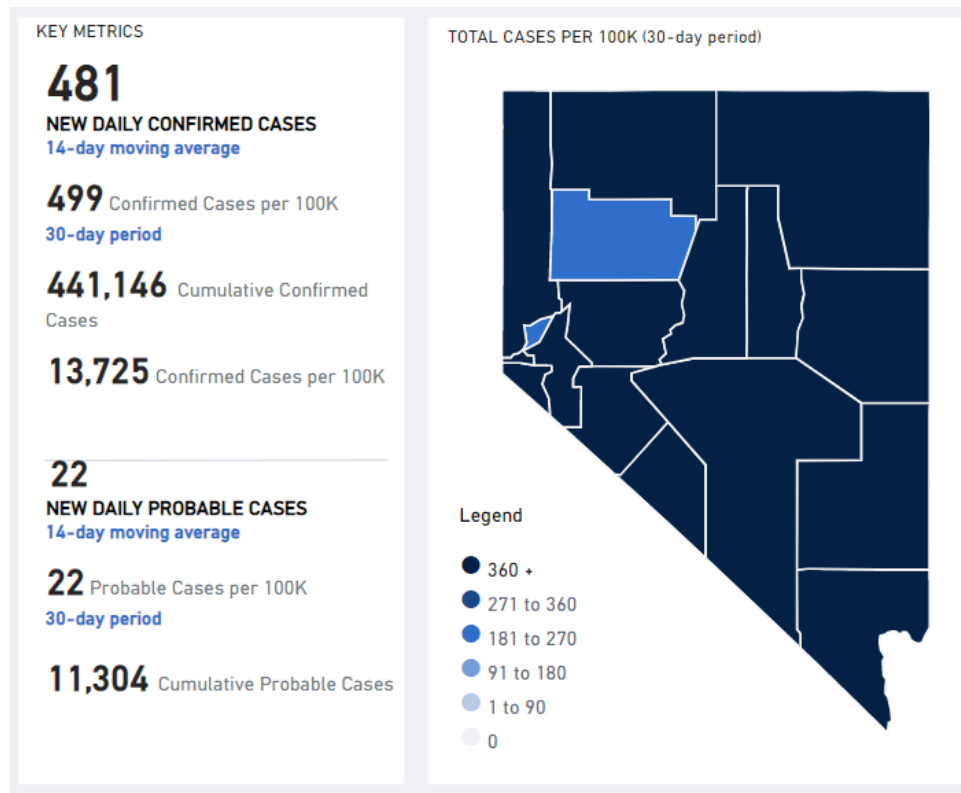 KEY METRICS
481
NEW DAILY CONFIRMED CASES
14-day moving average
499 Confirmed Cases per 100K
30-day period
441,146 Cumulative Confirmed
Cases
13,725 Confirmed Cases per 100K
22
NEW DAILY PROBABLE CASES
14-day moving average
22 Probable Cases per 100K
30-day period
11,304 Cumulative Probable Cases
TOTAL CASES PER 100K (30-day period)
Legend
360 +
271 to 360
181 to 270
91 to 180
1 to 90
0